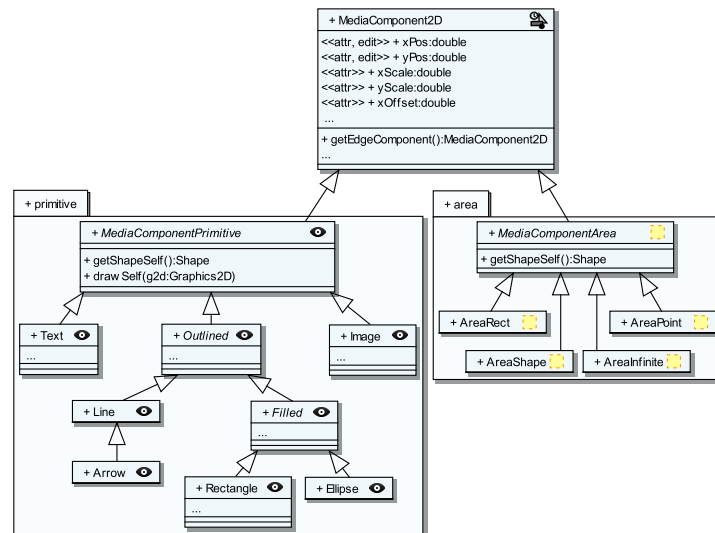 + MediaComponent2D
<<attr, edit>> + xPos:double
<<attr, edit>> + yPos:double
<<attr>> + xScale:double
<<attr>> + yScale:double
<<attr>> + xOffset:double
...
+ getEdgeComponent():MediaComponent2D
...
+ primitive
+ MediaComponentPrimitive
+ getShapeSelf():Shape
+ drawSelf(g2d:Graphics2D)
+ Text
...
+ Outlined
...
+ Image
...
+ Line
+ Filled
...
+ Arrow
+ Rectangle
...
+ Ellipse
+ area
+ MediaComponentArea
+ getShapeSelf():Shape
+ AreaRect
+ AreaPoint
+ AreaShape
+ AreaInfinite